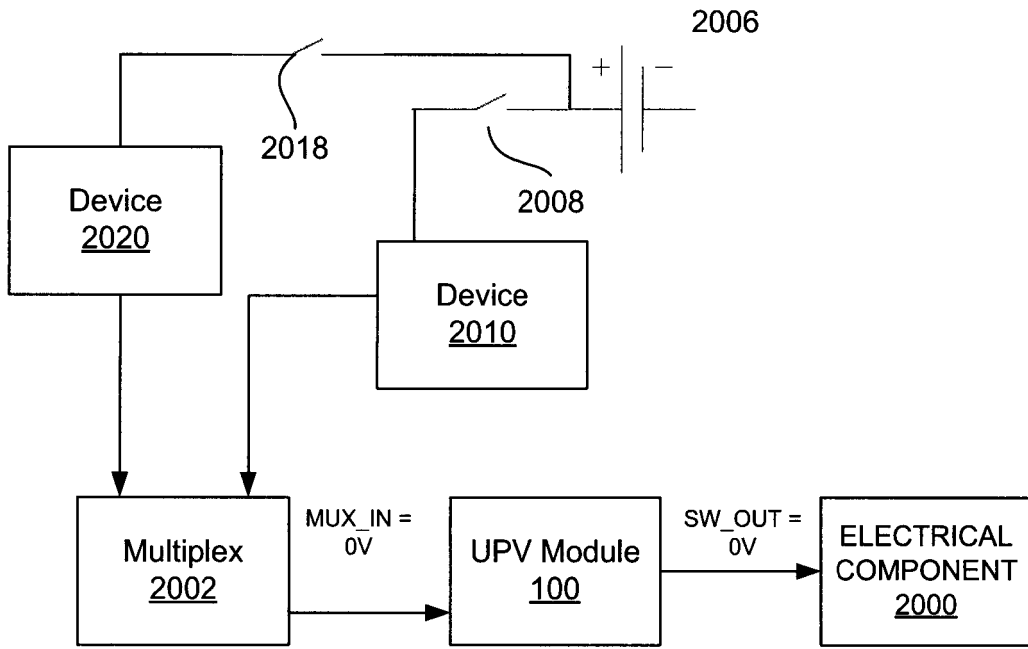 2006
+
−
2018
2008
Device
2020
Device
2010
Multiplex
2002
MUX_IN =
0V
UPV Module
100
SW_OUT =
0V
ELECTRICAL
COMPONENT
2000